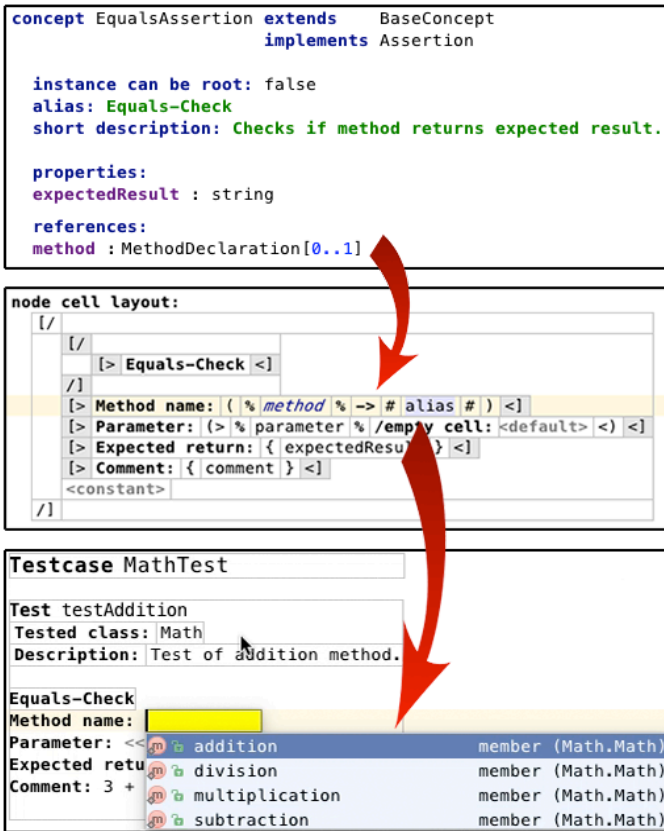 concept EqualsAssertion extends BaseConcept
implements Assertion
instance can be root: false
alias: Equals-Check
short description: Checks if method returns expected result.
properties:
expectedResult : string
references:
method : MethodDeclaration[0..1]
node cell layout:
[/
[/
[> Equals-Check <]
/]
[> Method name: ( % method % -> # alias # ) <]
[> Parameter: (> % parameter % /empty cell: <default> <) <]
[> Expected return: { expectedResu } <]
[> Comment: { comment } <]
<constant>
/]
Testcase MathTest
Test testAddition
Tested class: Math
Description: Test of addition method.
Equals-Check
Method name:
Parameter: <<
Expected retu
Comment: 3 +
addition member (Math.Math)
division member (Math.Math)
multiplication member (Math.Math)
subtraction member (Math.Math)